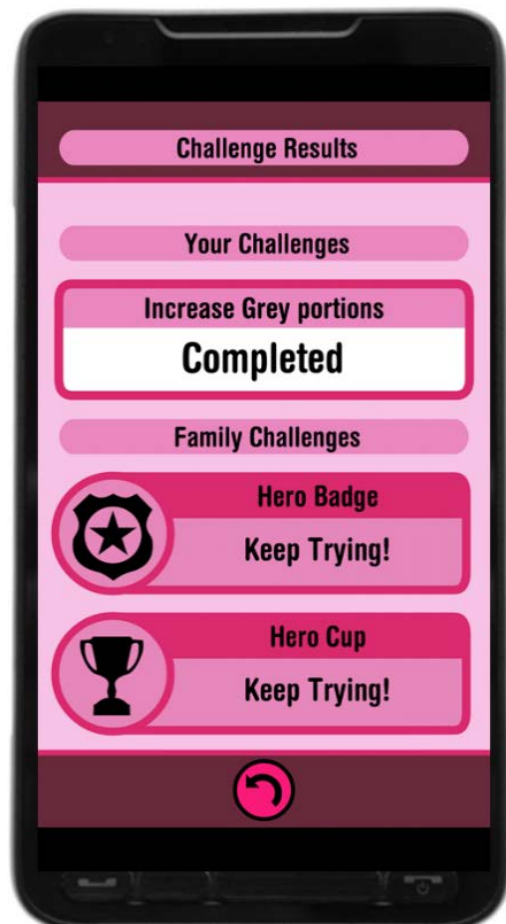 Challenge Results
Your Challenges
Increase Grey portions
Completed
Family Challenges
Hero Badge
Keep Trying!
Hero Cup
Keep Trying!